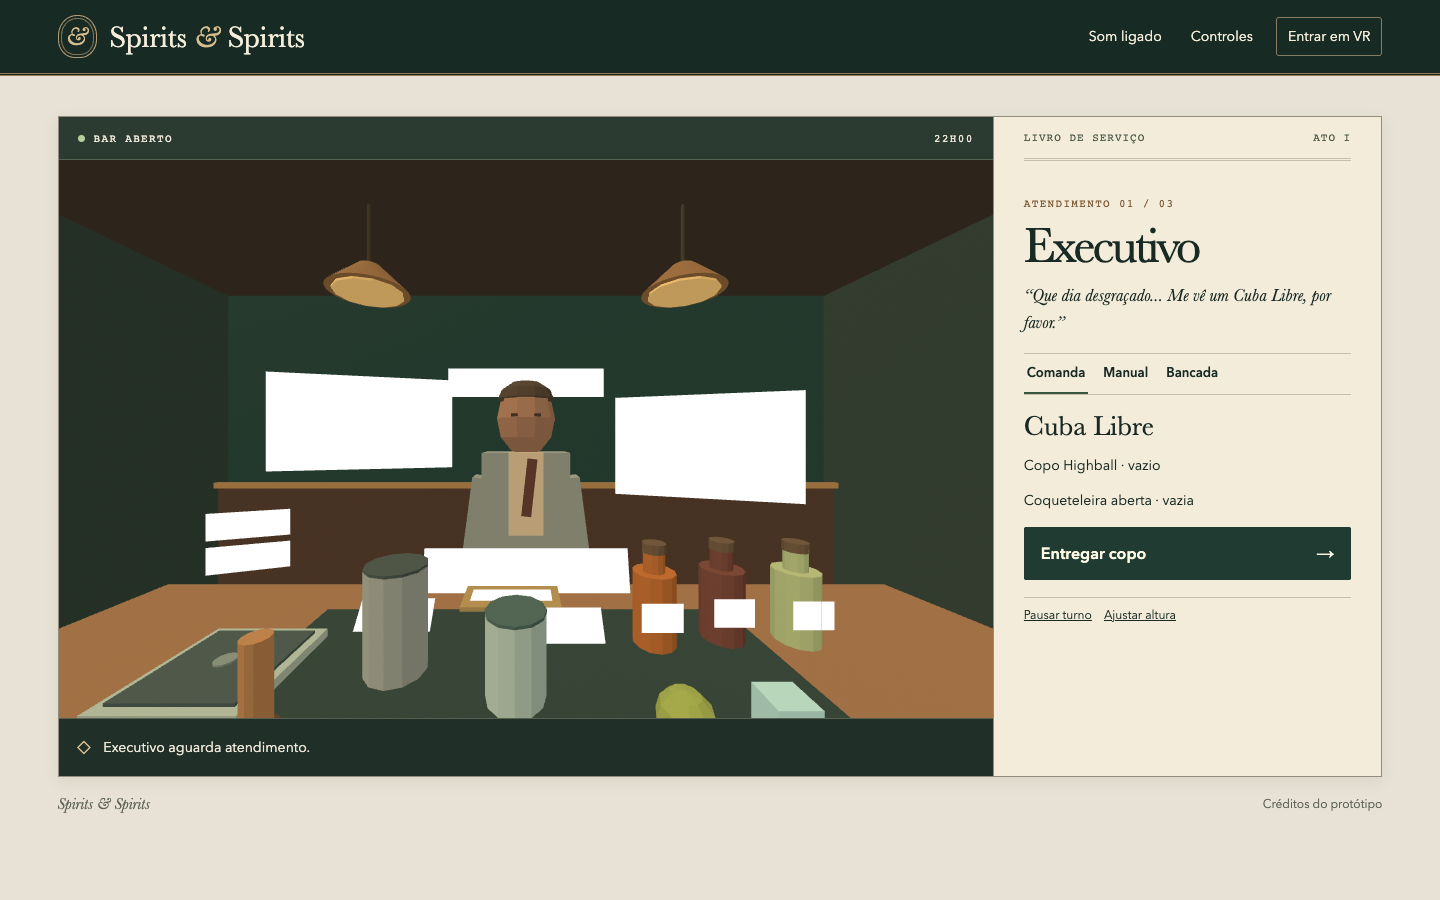 & Spirits & Spirits
Som ligado
Controles
Entrar em VR
BAR ABERTO
22H00
LIVRO DE SERVIÇO
ATO I
ATENDIMENTO 01 / 03
Executivo
“Que dia desgraçado... Me vê um Cuba Libre, por
favor.”
Comanda
Manual
Bancada
Cuba Libre
Copo Highball · vazio
Coqueteleira aberta · vazia
Entregar copo →
Pausar turno
Ajustar altura
Executivo aguarda atendimento.
Spirits & Spirits
Créditos do protótipo